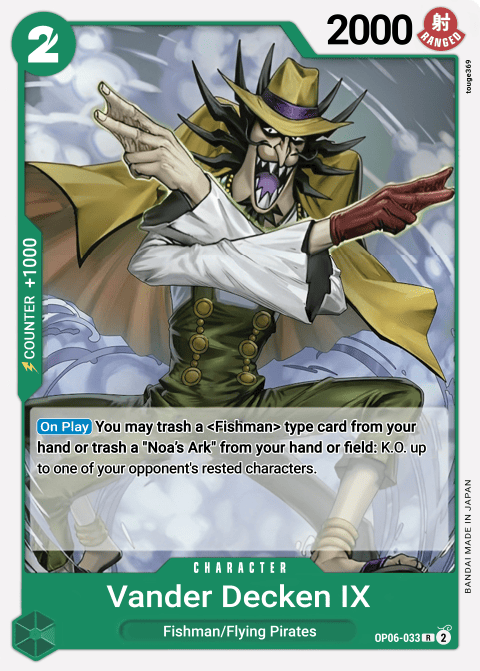 2
2000
射
RANGED
touge369
COUNTER +1000
On Play You may trash a <Fishman> type card from your
hand or trash a "Noa's Ark" from your hand or field: K.O. up
to one of your opponent's rested characters.
BANDAI MADE IN JAPAN
CHARACTER
Vander Decken IX
Fishman/Flying Pirates
OP06-033 R 2